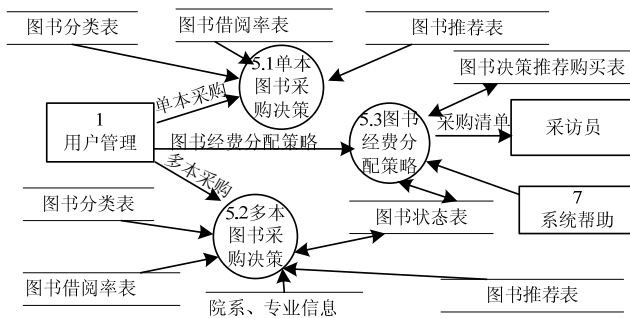 图书分类表
图书借阅率表
图书推荐表
5.1单本
图书采
购决策
图书决策推荐购买表
单本采购
1
用户管理
图书经费分配策略
5.3图书
经费分
配策略
采购清单
采访员
多本采购
7
系统帮助
图书分类表
5.2多本
图书采
购决策
图书状态表
图书借阅率表
院系、专业信息
图书推荐表